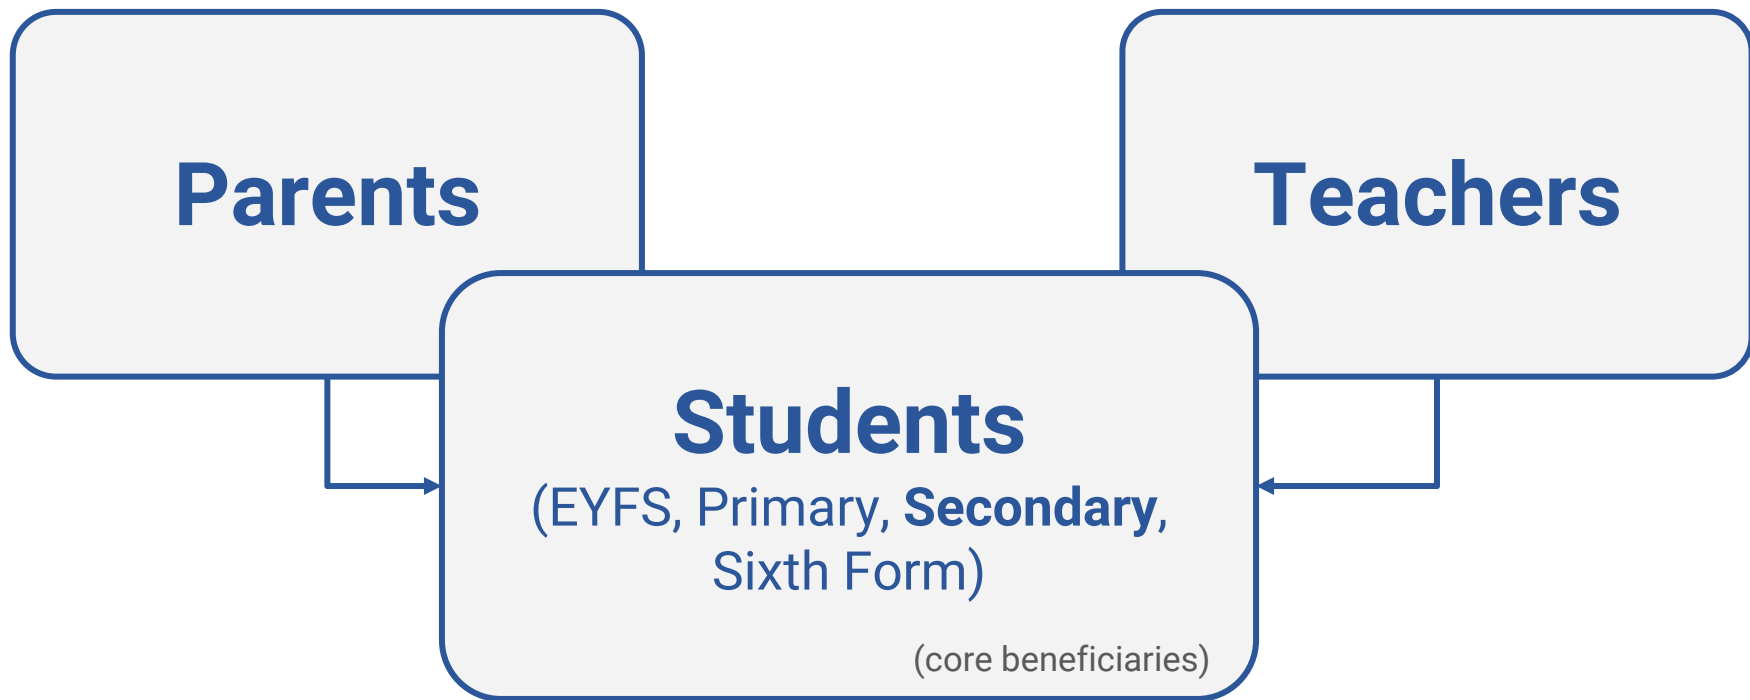 Parents
Teachers
Students
(EYFS, Primary, Secondary,
Sixth Form)
(core beneficiaries)